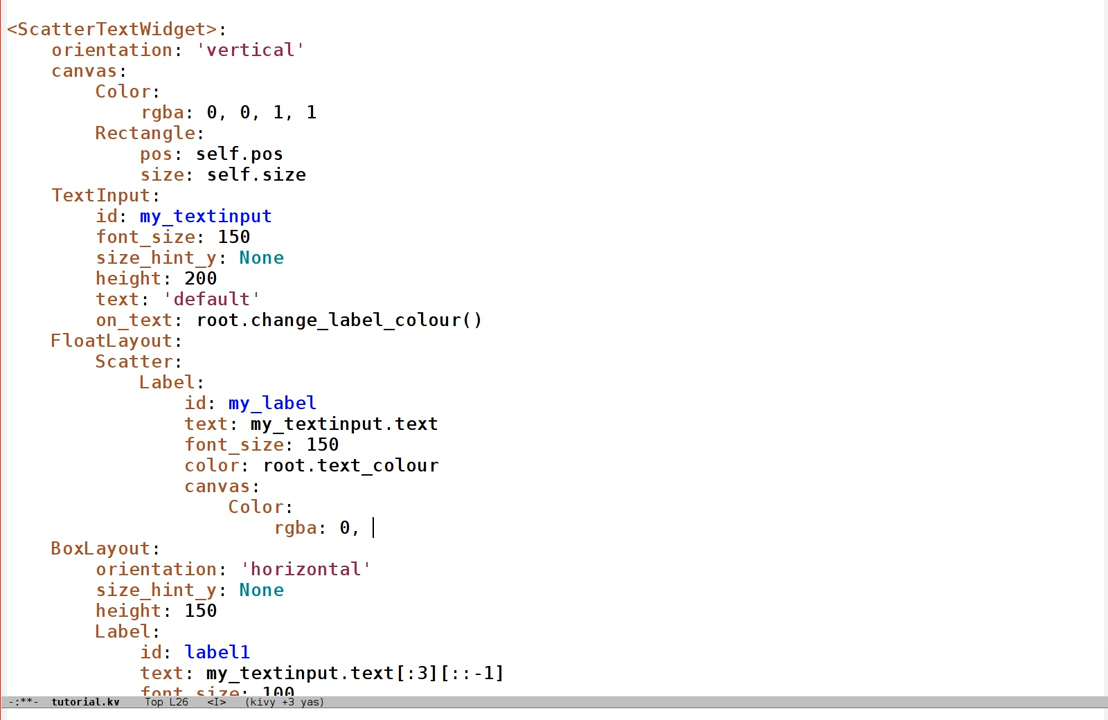 <ScatterTextWidget>:
orientation: 'vertical'
canvas:
Color:
rgba: 0, 0, 1, 1
Rectangle:
pos: self.pos
size: self.size
TextInput:
id: my_textinput
font_size: 150
size_hint_y: None
height: 200
text: 'default'
on_text: root.change_label_colour()
FloatLayout:
Scatter:
Label:
id: my_label
text: my_textinput.text
font_size: 150
color: root.text_colour
canvas:
Color:
rgba: 0,
BoxLayout:
orientation: 'horizontal'
size_hint_y: None
height: 150
Label:
id: label1
text: my_textinput.text[:3][::-1]
font_size: 100
-:**- tutorial.kv Top L26 <I> (kivy +3 yas)